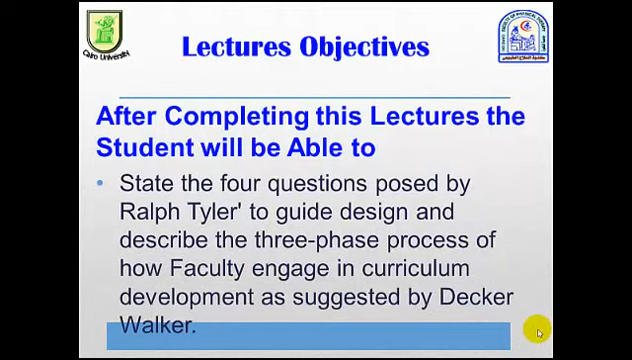 Cairo University
Lectures Objectives
After Completing this Lectures the
Student will be Able to
• State the four questions posed by
Ralph Tyler' to guide design and
describe the three-phase process of
how Faculty engage in curriculum
development as suggested by Decker
Walker.